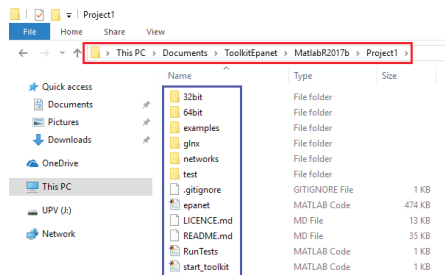 Project1
File Home Share View
This PC > Documents > ToolkitEpanet > MatlabR2017b > Project1 >
Name Type Size
Quick access
Documents
Pictures
Downloads
OneDrive
This PC
UPV (J:)
Network
32bit File folder
64bit File folder
examples File folder
glnx File folder
networks File folder
test File folder
.gitignore GITIGNORE File 1 KB
epanet MATLAB Code 474 KB
LICENCE.md MD File 13 KB
README.md MD File 35 KB
RunTests MATLAB Code 1 KB
start_toolkit MATLAB Code 1 KB